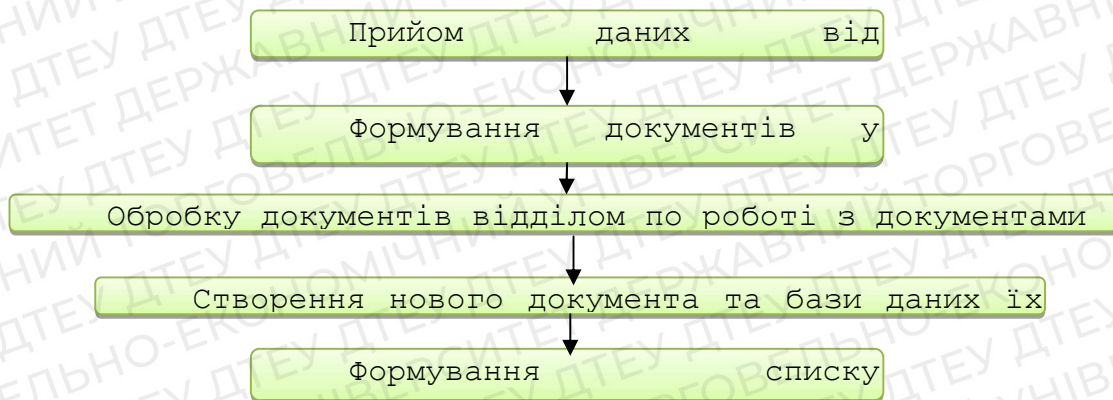 Прийом даних від
Формування документів у
Обробку документів відділом по роботі з документами
Створення нового документа та бази даних їх
Формування списку